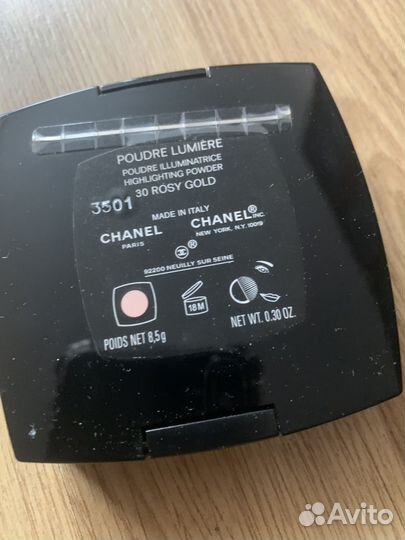 POUDRE LUMIÈRE
POUDRE ILLUMINATRICE
HIGHLIGHTING POWDER
30 ROSY GOLD
3501
MADE IN ITALY
CHANEL CHANEL® INC.
PARIS NEW YORK, N.Y. 10019
®
92200 NEUILLY SUR SEINE
18M
POIDS NET 8,5g NET WT. 0.30 OZ.
Avito